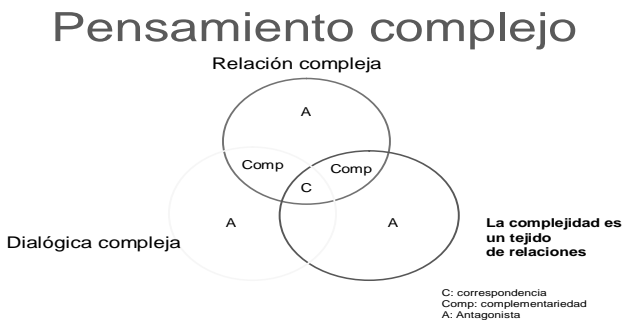 Pensamiento complejo
Relación compleja
A
Comp
Comp
C
A
A
Dialógica compleja
La complejidad es
un tejido
de relaciones
C: correspondencia
Comp: complementariedad
A: Antagonista